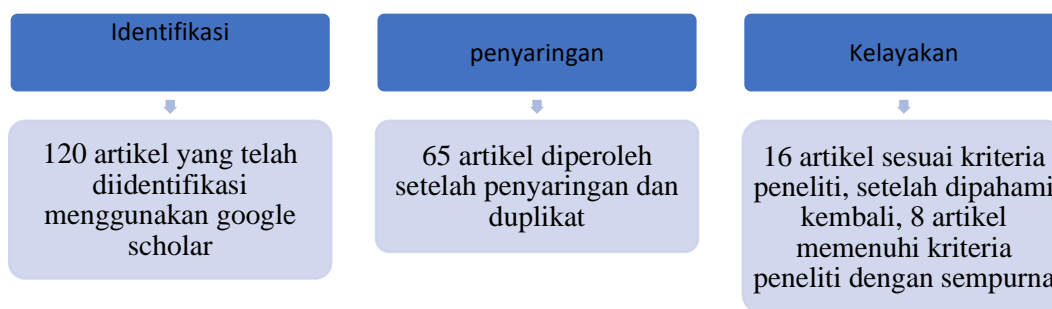 Identifikasi
120 artikel yang telah
diidentifikasi
menggunakan google
scholar
penyaringan
65 artikel diperoleh
setelah penyaringan dan
duplikat
Kelayakan
16 artikel sesuai kriteria
peneliti, setelah dipahami
kembali, 8 artikel
memenuhi kriteria
peneliti dengan sempurna